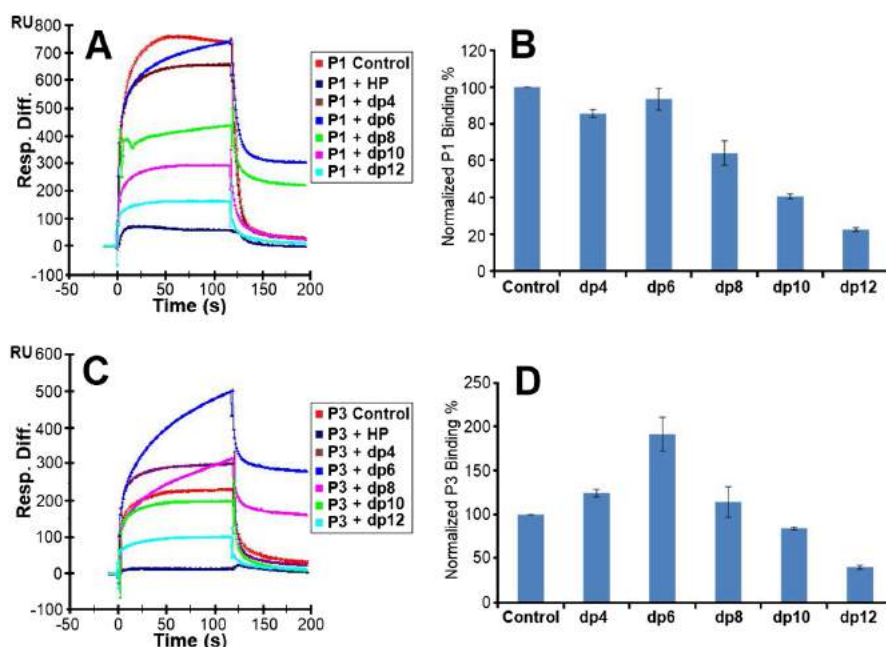 A
RU
800
700
600
500
400
300
200
100
0
-100
-50 0 50 100 150 200
Time (s)
Resp. Diff.
P1 Control
P1 + HP
P1 + dp4
P1 + dp6
P1 + dp8
P1 + dp10
P1 + dp12
B
Normalized P1 Binding %
120
100
80
60
40
20
0
Control dp4 dp6 dp8 dp10 dp12
C
RU
600
500
400
300
200
100
0
-100
-50 0 50 100 150 200
Time (s)
Resp. Diff.
P3 Control
P3 + HP
P3 + dp4
P3 + dp6
P3 + dp8
P3 + dp10
P3 + dp12
D
Normalized P3 Binding %
250
200
150
100
50
0
Control dp4 dp6 dp8 dp10 dp12